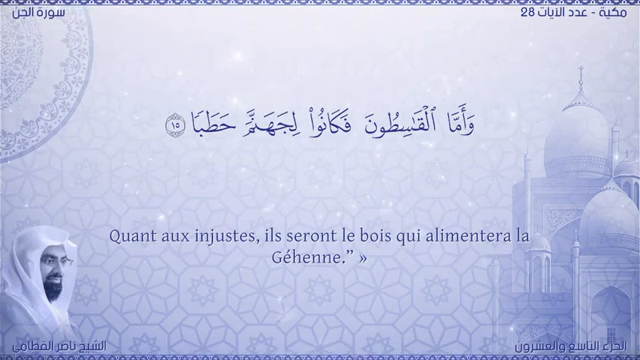 سورة الجن
مكية - عدد الآيات 28
وَأَمَّا ٱلْقَـٰسِطُونَ فَكَانُوا۟ لِجَهَنَّمَ حَطَبًا ١٥
Quant aux injustes, ils seront le bois qui alimentera la
Géhenne.” »
الشيخ ناصر القطامي
الجزء التاسع والعشرون